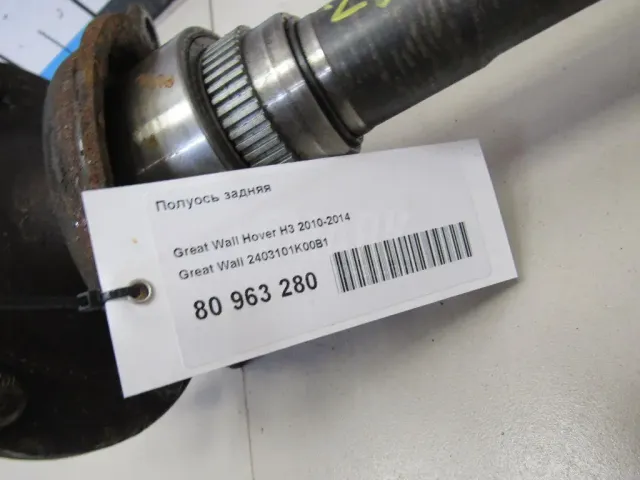 Полуось задняя
Great Wall Hover H3 2010-2014
Great Wall 2403101K00B1
80 963 280